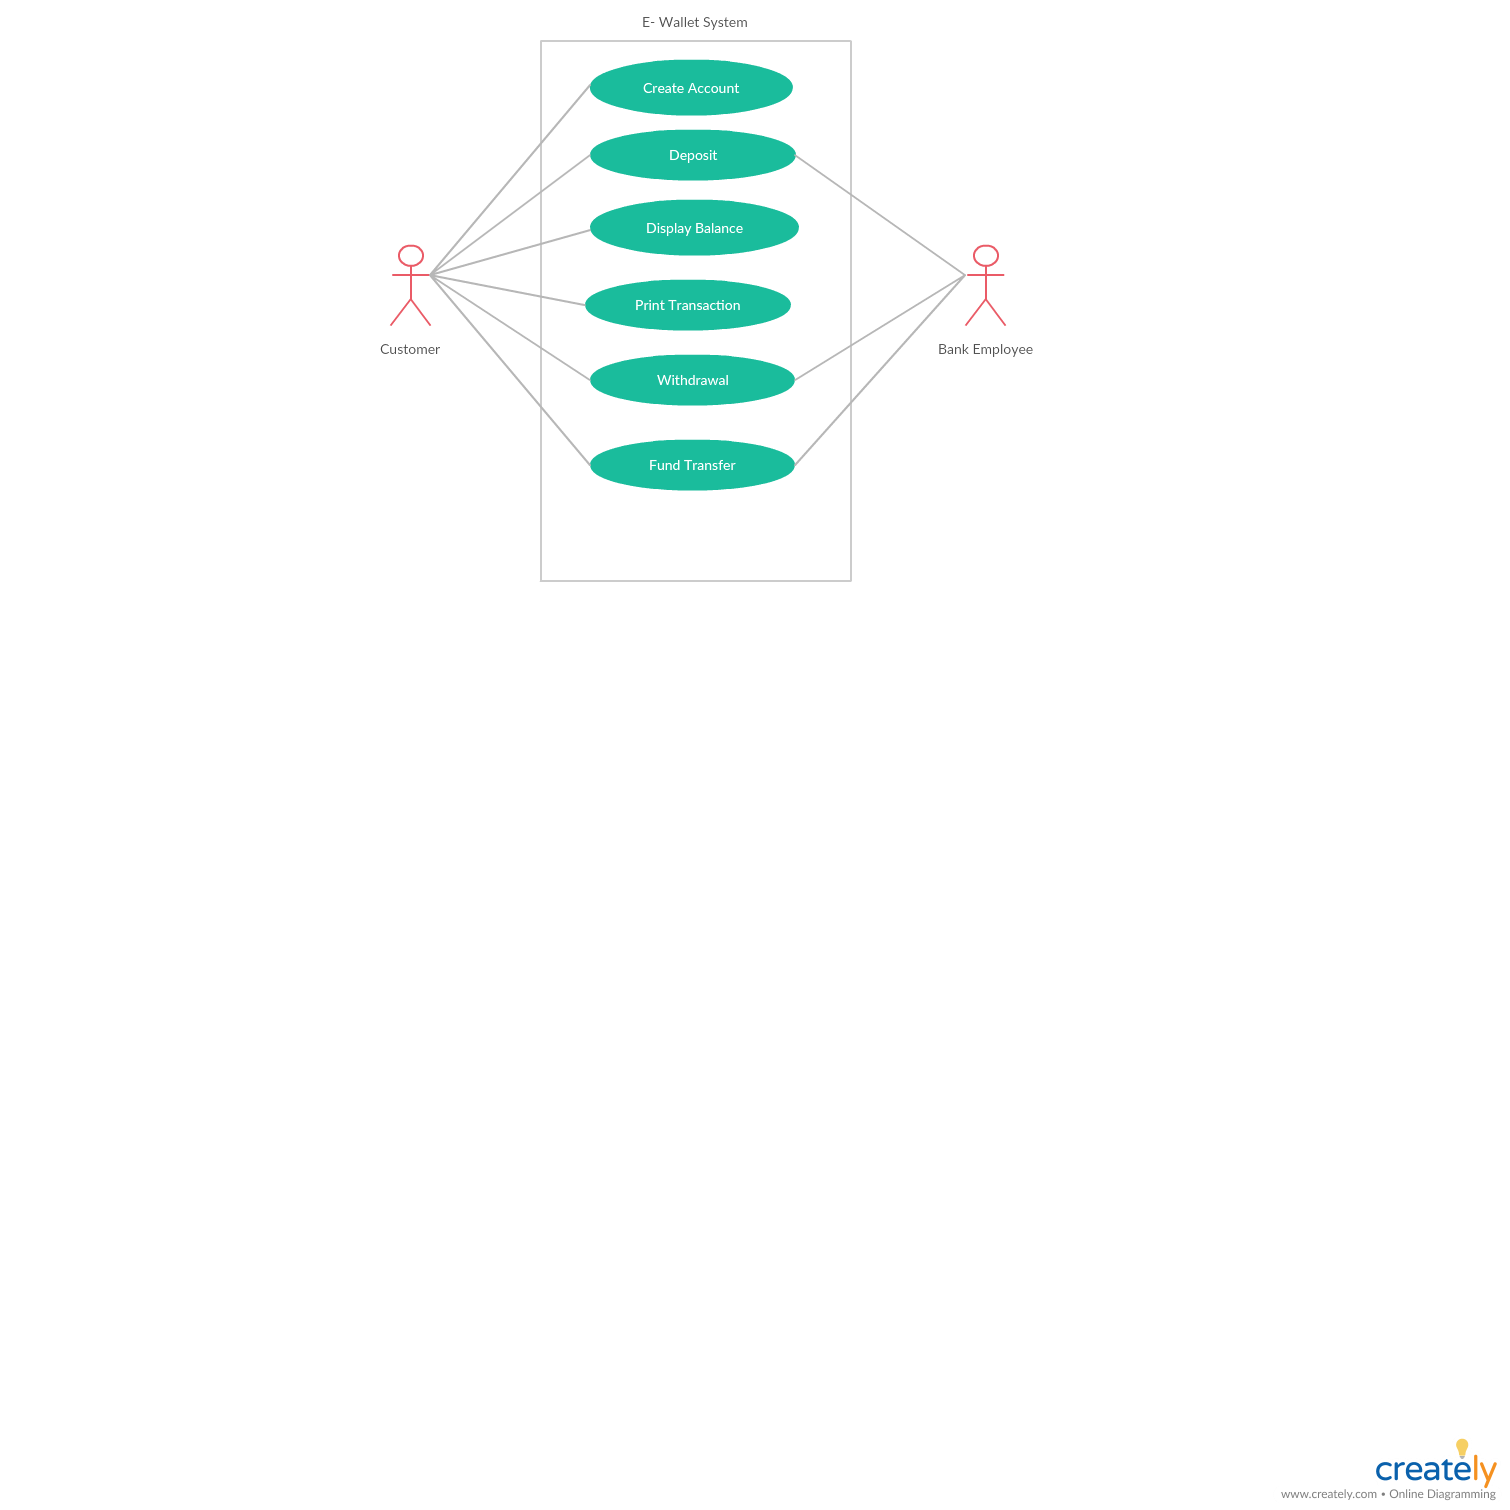 E- Wallet System
Create Account
Deposit
Display Balance
Print Transaction
Customer
Bank Employee
Withdrawal
Fund Transfer
creately
www.creately.com • Online Diagramming